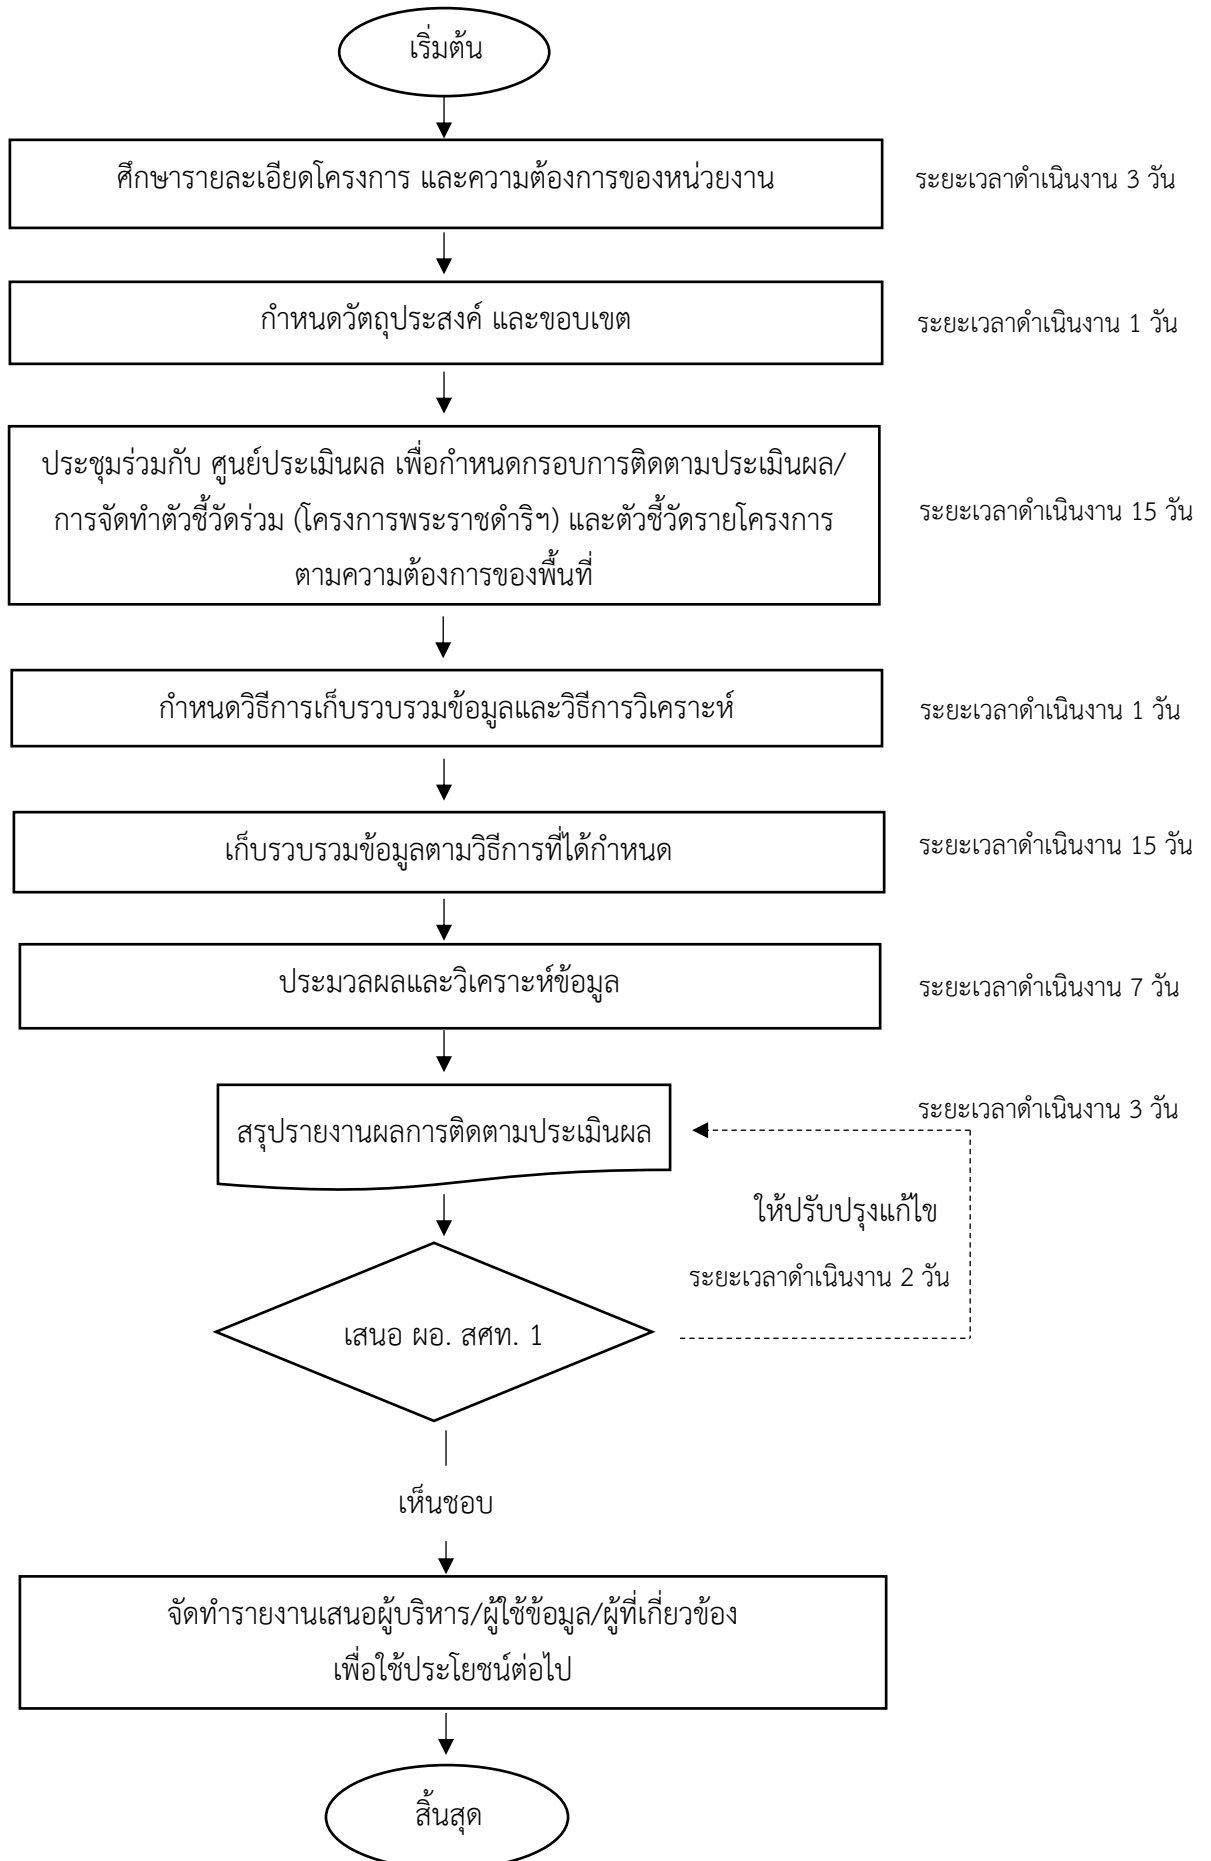 เริ่มต้น
ศึกษารายละเอียดโครงการ และความต้องการของหน่วยงาน
ระยะเวลาดำเนินงาน 3 วัน
กำหนดวัตถุประสงค์ และขอบเขต
ระยะเวลาดำเนินงาน 1 วัน
ประชุมร่วมกับ ศูนย์ประเมินผล เพื่อกำหนดกรอบการติดตามประเมินผล/
การจัดทำตัวชี้วัดร่วม (โครงการพระราชดำริฯ) และตัวชี้วัดรายโครงการ
ตามความต้องการของพื้นที่
ระยะเวลาดำเนินงาน 15 วัน
กำหนดวิธีการเก็บรวบรวมข้อมูลและวิธีการวิเคราะห์
ระยะเวลาดำเนินงาน 1 วัน
เก็บรวบรวมข้อมูลตามวิธีการที่ได้กำหนด
ระยะเวลาดำเนินงาน 15 วัน
ประมวลผลและวิเคราะห์ข้อมูล
ระยะเวลาดำเนินงาน 7 วัน
สรุปรายงานผลการติดตามประเมินผล
ระยะเวลาดำเนินงาน 3 วัน
ให้ปรับปรุงแก้ไข
ระยะเวลาดำเนินงาน 2 วัน
เสนอ ผอ. สศท. 1
เห็นชอบ
จัดทำรายงานเสนอผู้บริหาร/ผู้ใช้ข้อมูล/ผู้ที่เกี่ยวข้อง
เพื่อใช้ประโยชน์ต่อไป
สิ้นสุด